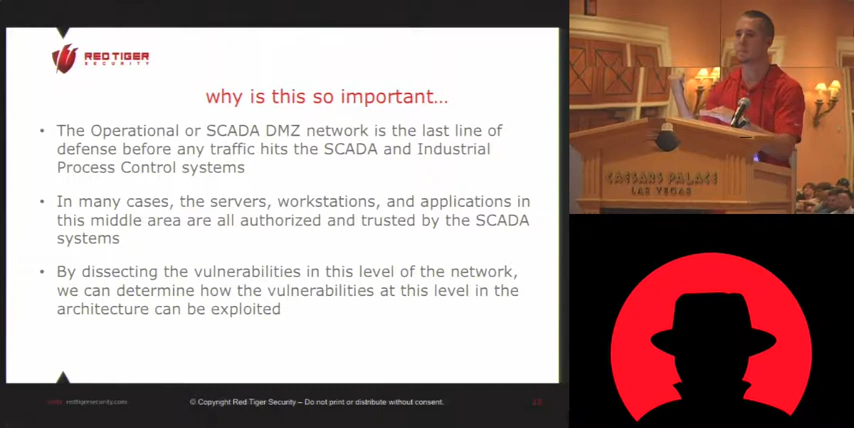 RED TIGER
SECURITY
why is this so important…
• The Operational or SCADA DMZ network is the last line of
defense before any traffic hits the SCADA and Industrial
Process Control systems
• In many cases, the servers, workstations, and applications in
this middle area are all authorized and trusted by the SCADA
systems
• By dissecting the vulnerabilities in this level of the network,
we can determine how the vulnerabilities at this level in the
architecture can be exploited
redtigersecurity.com
© Copyright Red Tiger Security – Do not print or distribute without consent.
CAESARS PALACE
LAS VEGAS